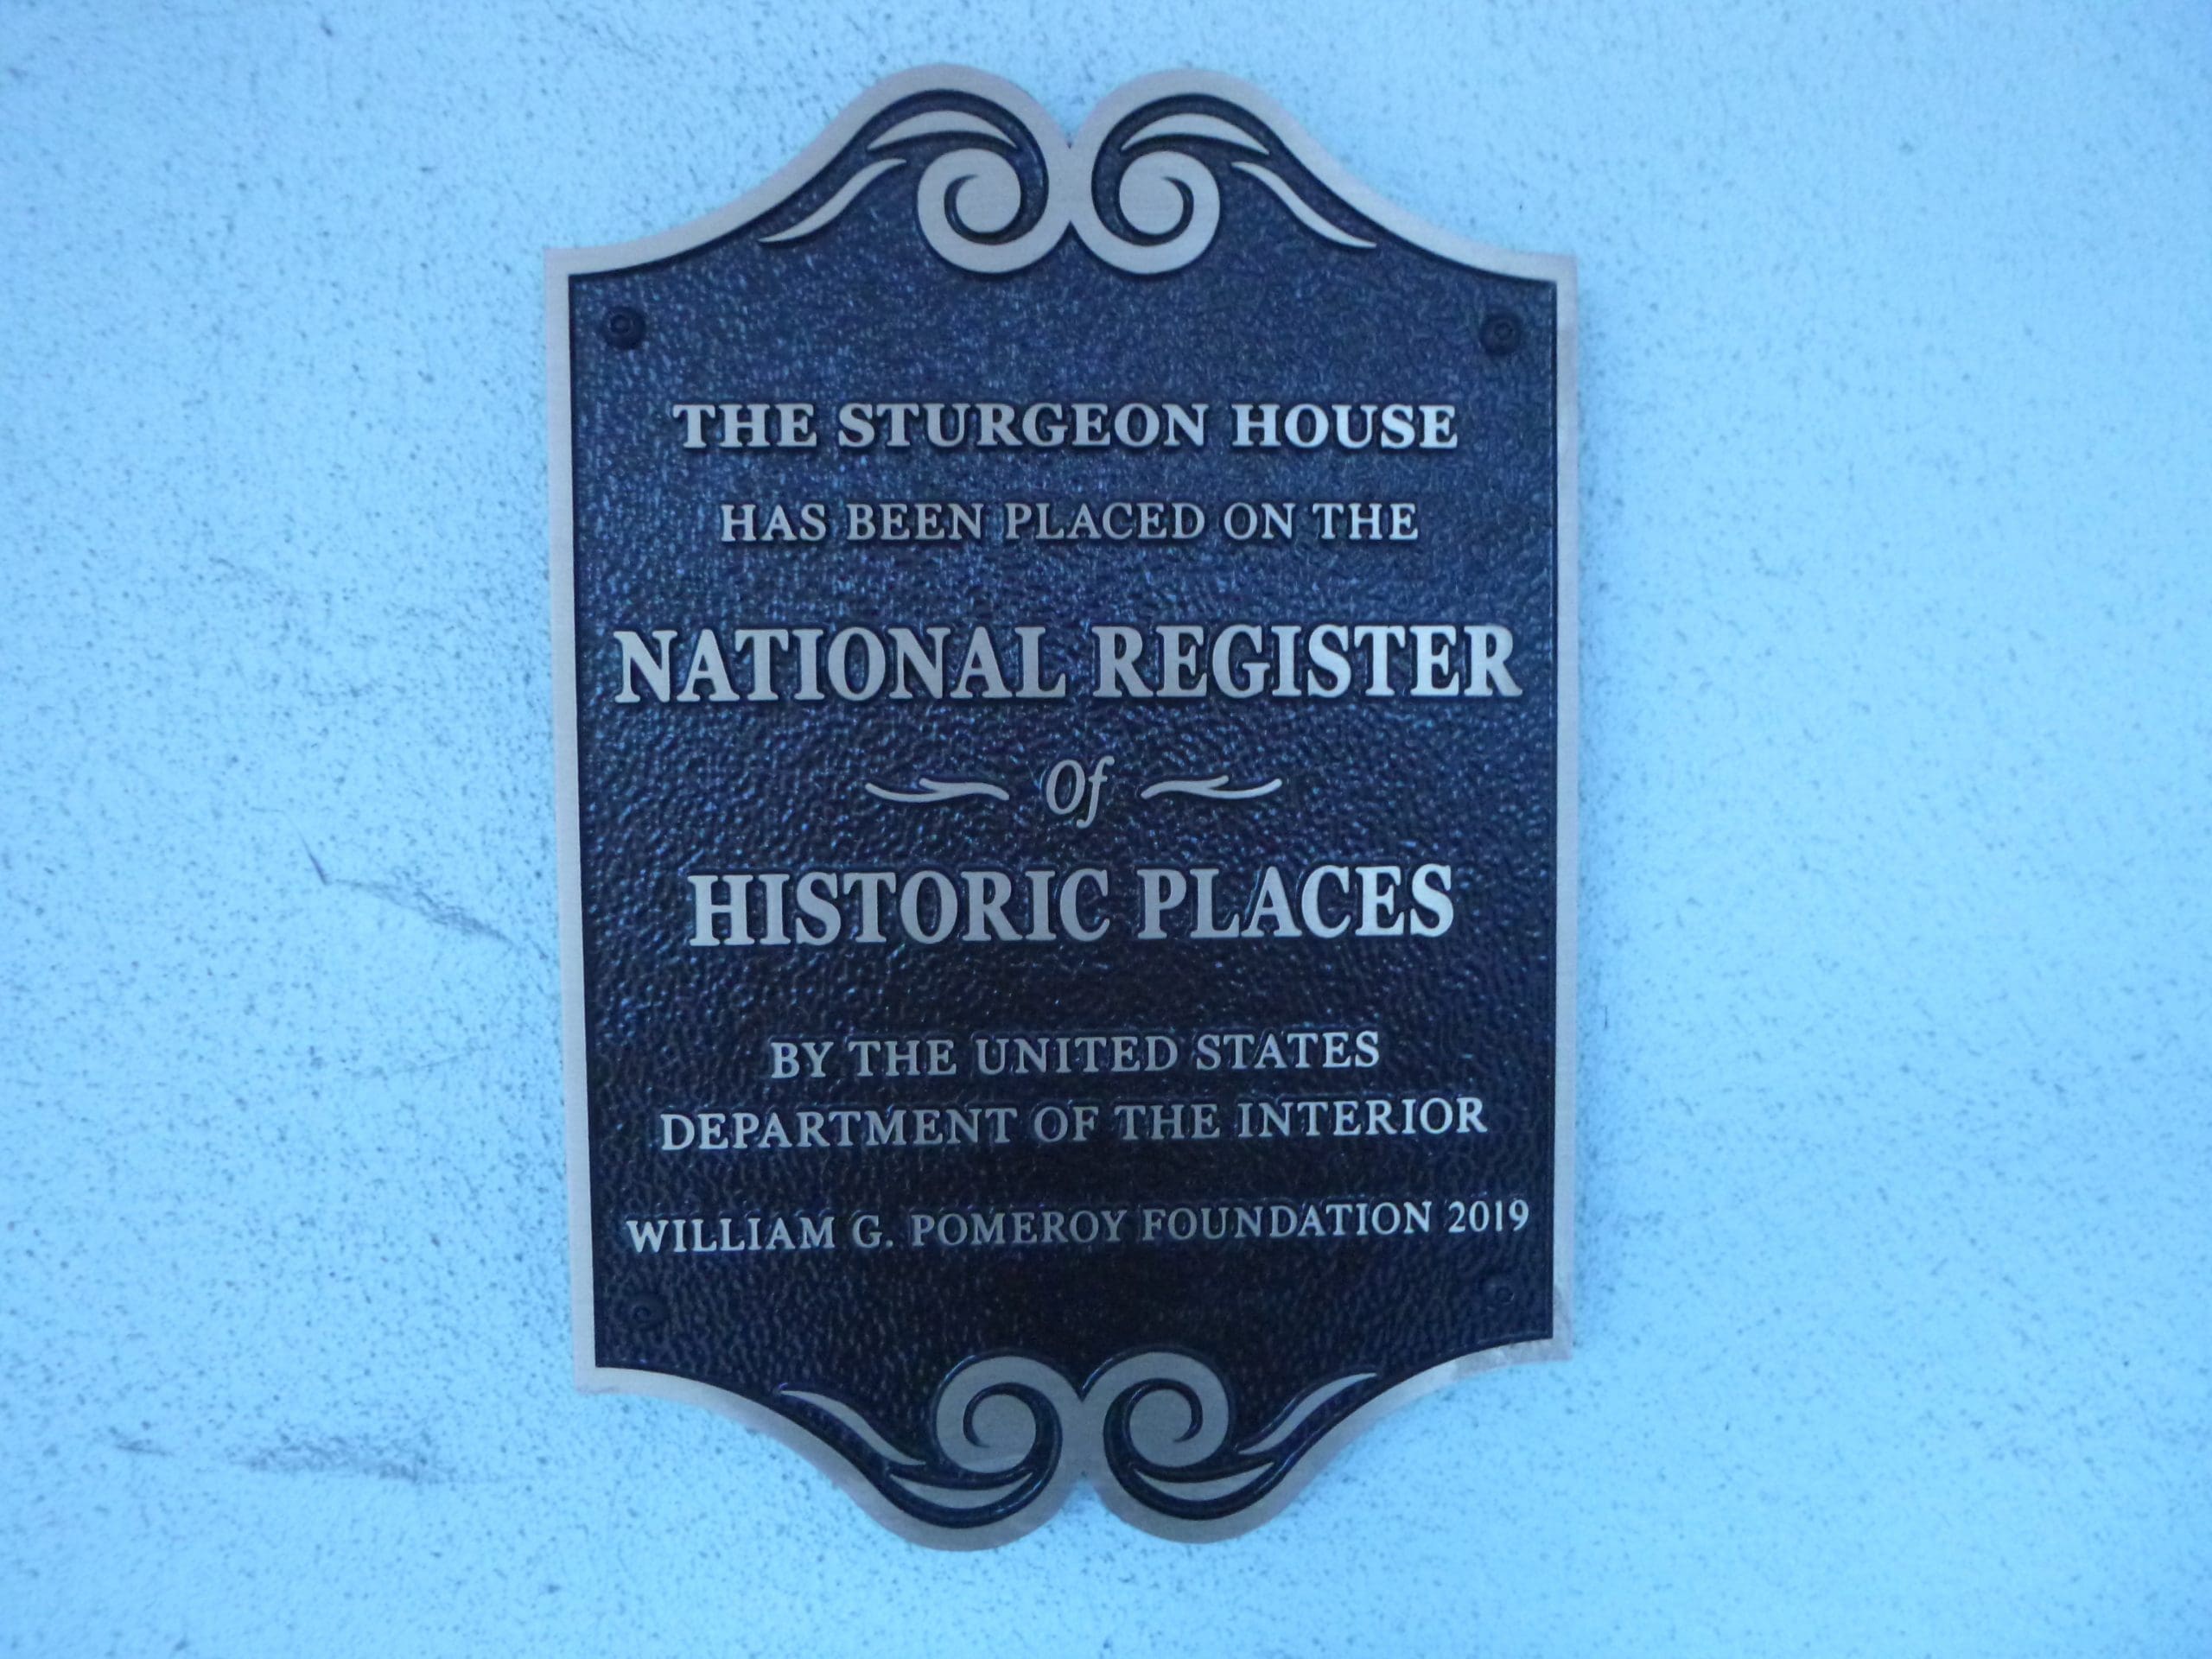 THE STURGEON HOUSE
HAS BEEN PLACED ON THE
NATIONAL REGISTER
Of
HISTORIC PLACES
BY THE UNITED STATES
DEPARTMENT OF THE INTERIOR
WILLIAM G. POMEROY FOUNDATION 2019